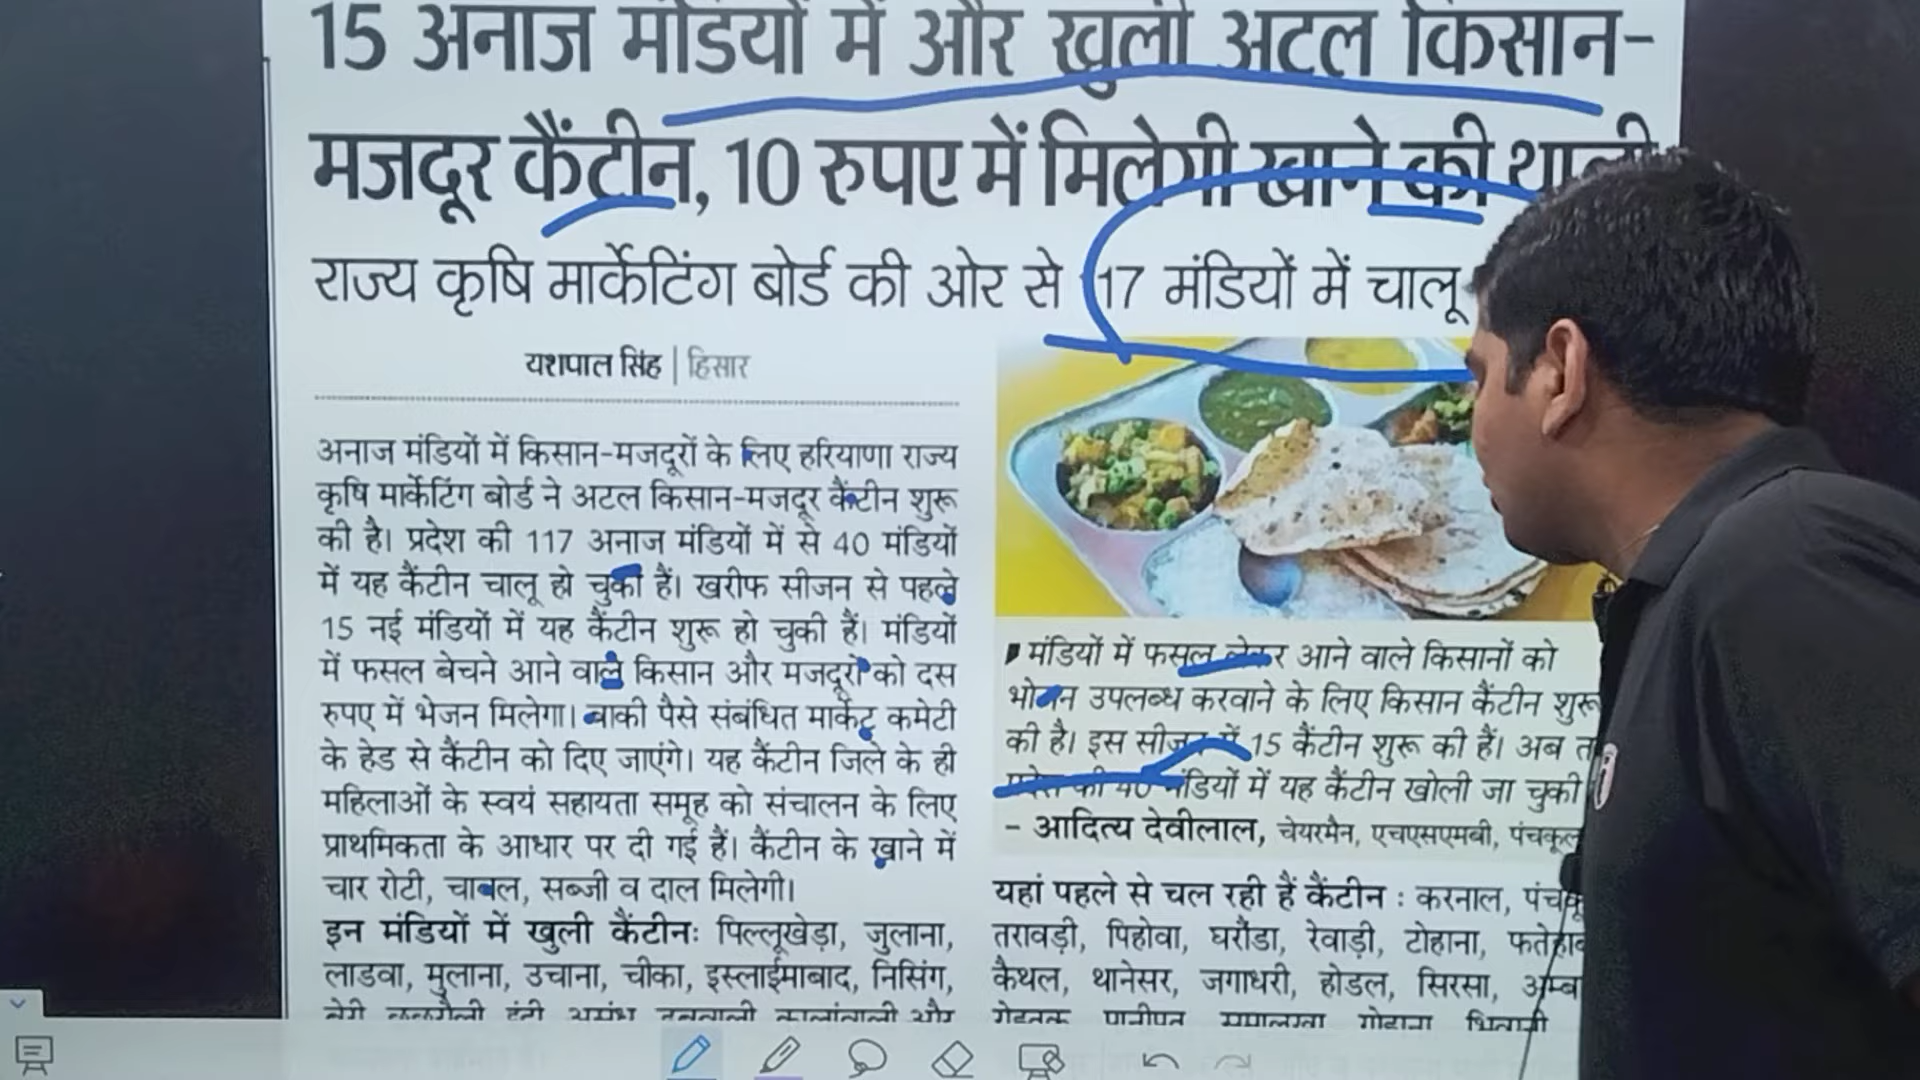 15 अनाज मंडियों में और खुली अटल किसान-
मजदूर कैंटीन, 10 रुपए में मिलेगी खाने की थाली
राज्य कृषि मार्केटिंग बोर्ड की ओर से 17 मंडियों में चालू
यशपाल सिंह | हिसार
अनाज मंडियों में किसान-मजदूरों के लिए हरियाणा राज्य
कृषि मार्केटिंग बोर्ड ने अटल किसान-मजदूर कैंटीन शुरू
की है। प्रदेश की 117 अनाज मंडियों में से 40 मंडियों
में यह कैंटीन चालू हो चुकी हैं। खरीफ सीजन से पहले
15 नई मंडियों में यह कैंटीन शुरू हो चुकी हैं। मंडियों
में फसल बेचने आने वाले किसान और मजदूरों को दस
रुपए में भेजन मिलेगा। बाकी पैसे संबंधित मार्केट कमेटी
के हेड से कैंटीन को दिए जाएंगे। यह कैंटीन जिले के ही
महिलाओं के स्वयं सहायता समूह को संचालन के लिए
प्राथमिकता के आधार पर दी गई हैं। कैंटीन के खाने में
चार रोटी, चावल, सब्जी व दाल मिलेगी।
इन मंडियों में खुली कैंटीनः पिल्लूखेड़ा, जुलाना,
लाडवा, मुलाना, उचाना, चीका, इस्लाईमाबाद, निसिंग,
मंडियों में फसल लेकर आने वाले किसानों को
भोजन उपलब्ध करवाने के लिए किसान कैंटीन शुरू
की है। इस सीजन में 15 कैंटीन शुरू की हैं। अब
प्रदेश की 40 मंडियों में यह कैंटीन खोली जा चुकी
- आदित्य देवीलाल, चेयरमैन, एचएसएमबी,
यहां पहले से चल रही हैं कैंटीन : करनाल,
तरावड़ी, पिहोवा, घरौंडा, रेवाड़ी, टोहाना,
कैथल, थानेसर, जगाधरी, होडल, सिरसा,